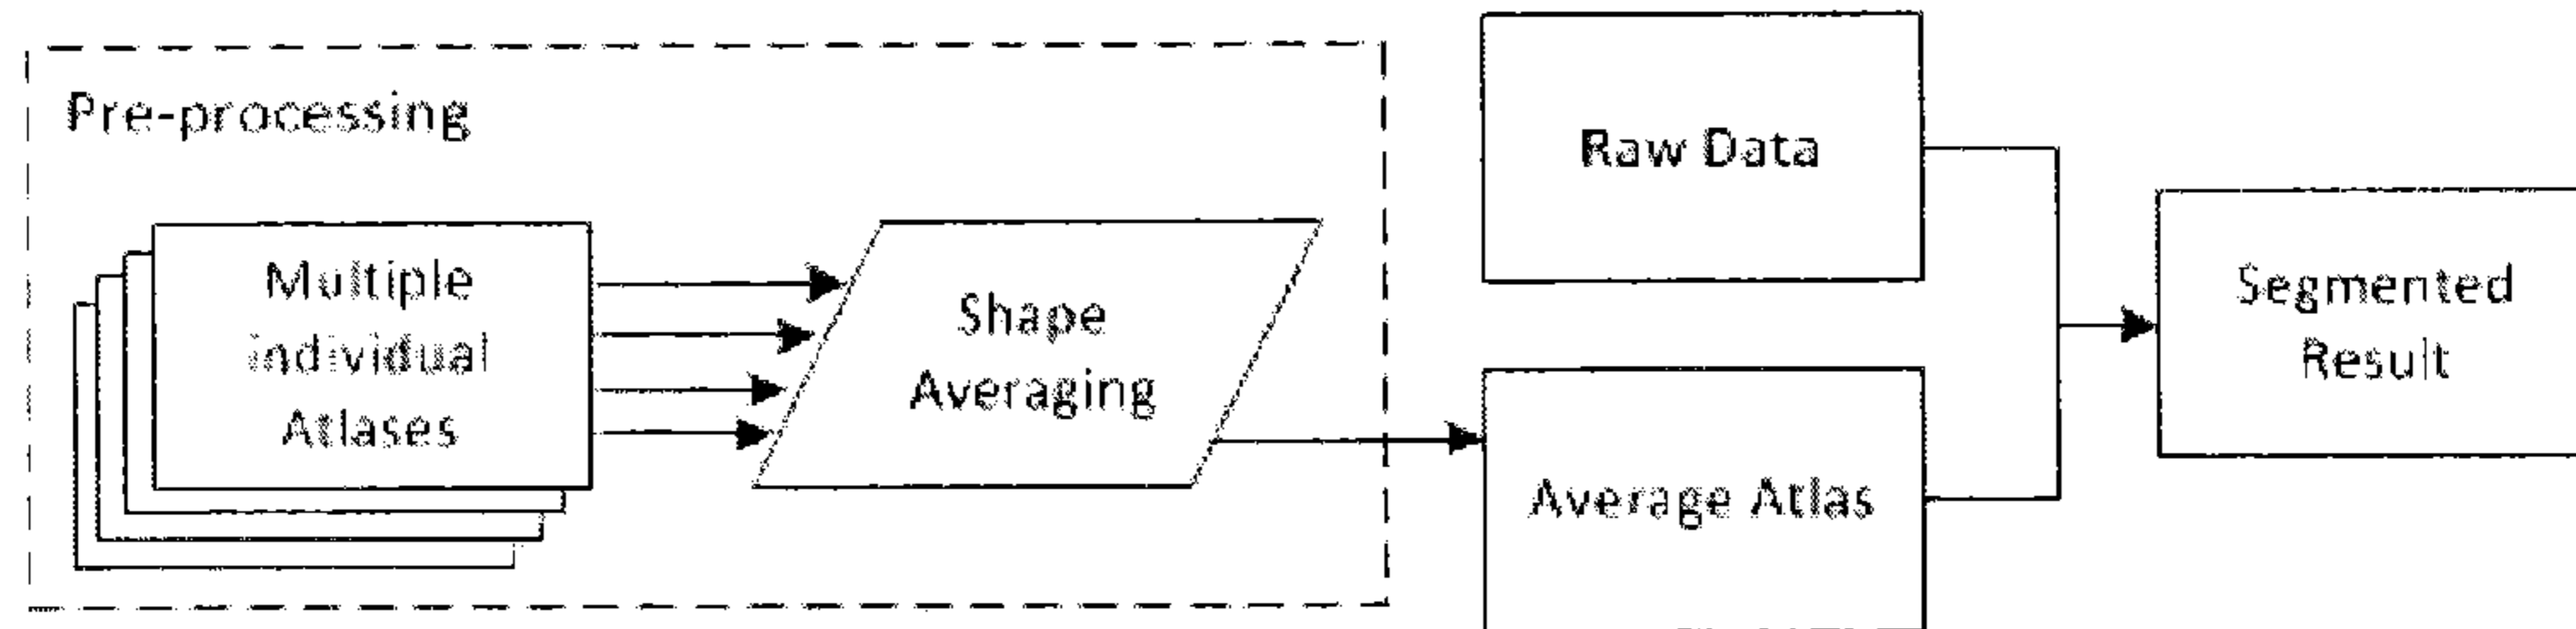 Pre-processing
Multiple
individual
Atlases
Shape
Averaging
Raw Data
Average Atlas
Segmented
Result